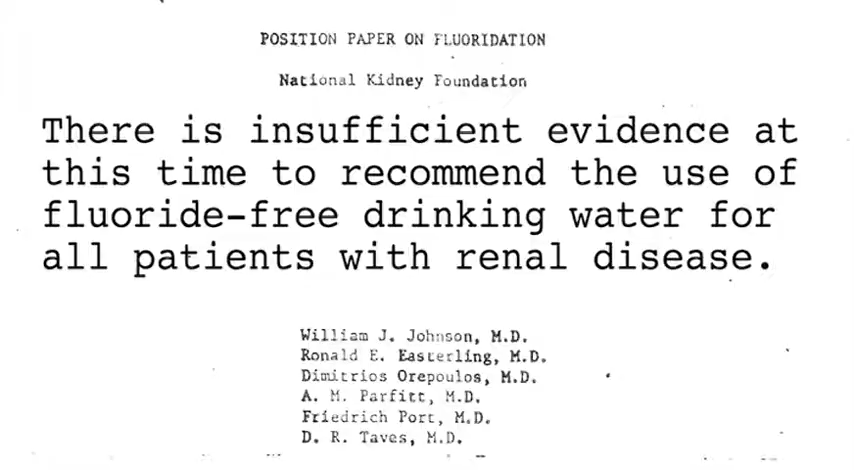 POSITION PAPER ON FLUORIDATION
National Kidney Foundation
There is insufficient evidence at
this time to recommend the use of
fluoride-free drinking water for
all patients with renal disease.
William J. Johnson, M.D.
Ronald E. Easterling, M.D.
Dimitrios Orepoulos, M.D.
A. M. Parfitt, M.D.
Friedrich Port, M.D.
D. R. Taves, M.D.